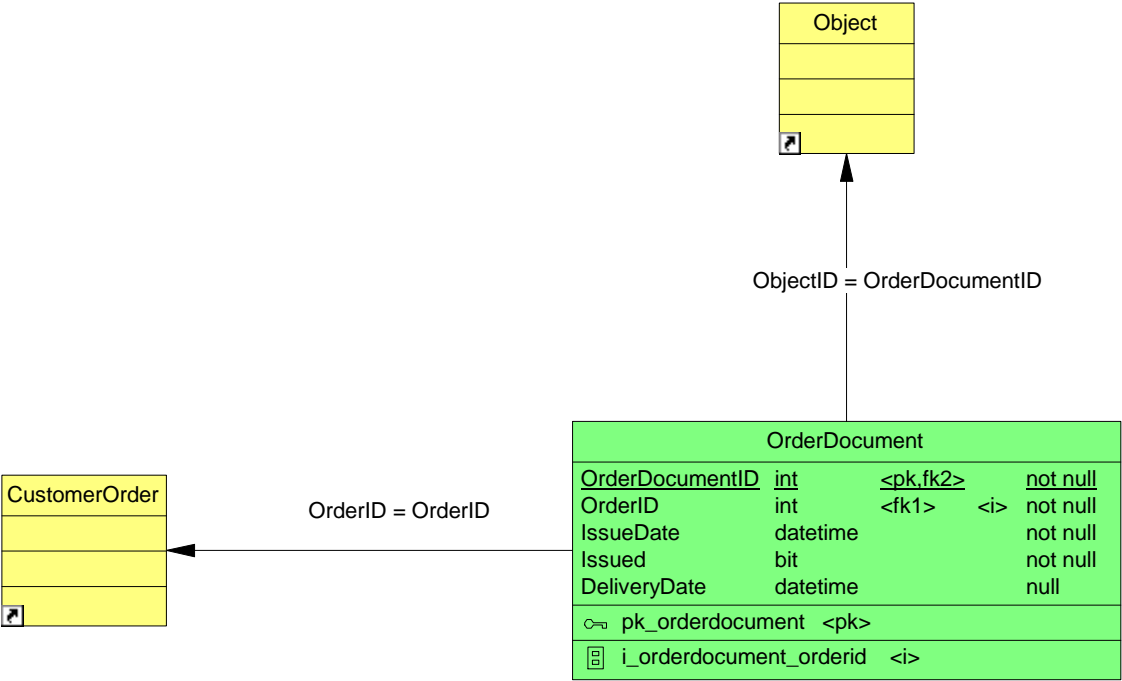 Object
ObjectID = OrderDocumentID
OrderDocument
OrderDocumentID int <pk,fk2> not null
OrderID int <fk1> <i> not null
IssueDate datetime not null
Issued bit not null
DeliveryDate datetime null
pk_orderdocument <pk>
i_orderdocument_orderid <i>
CustomerOrder
OrderID = OrderID